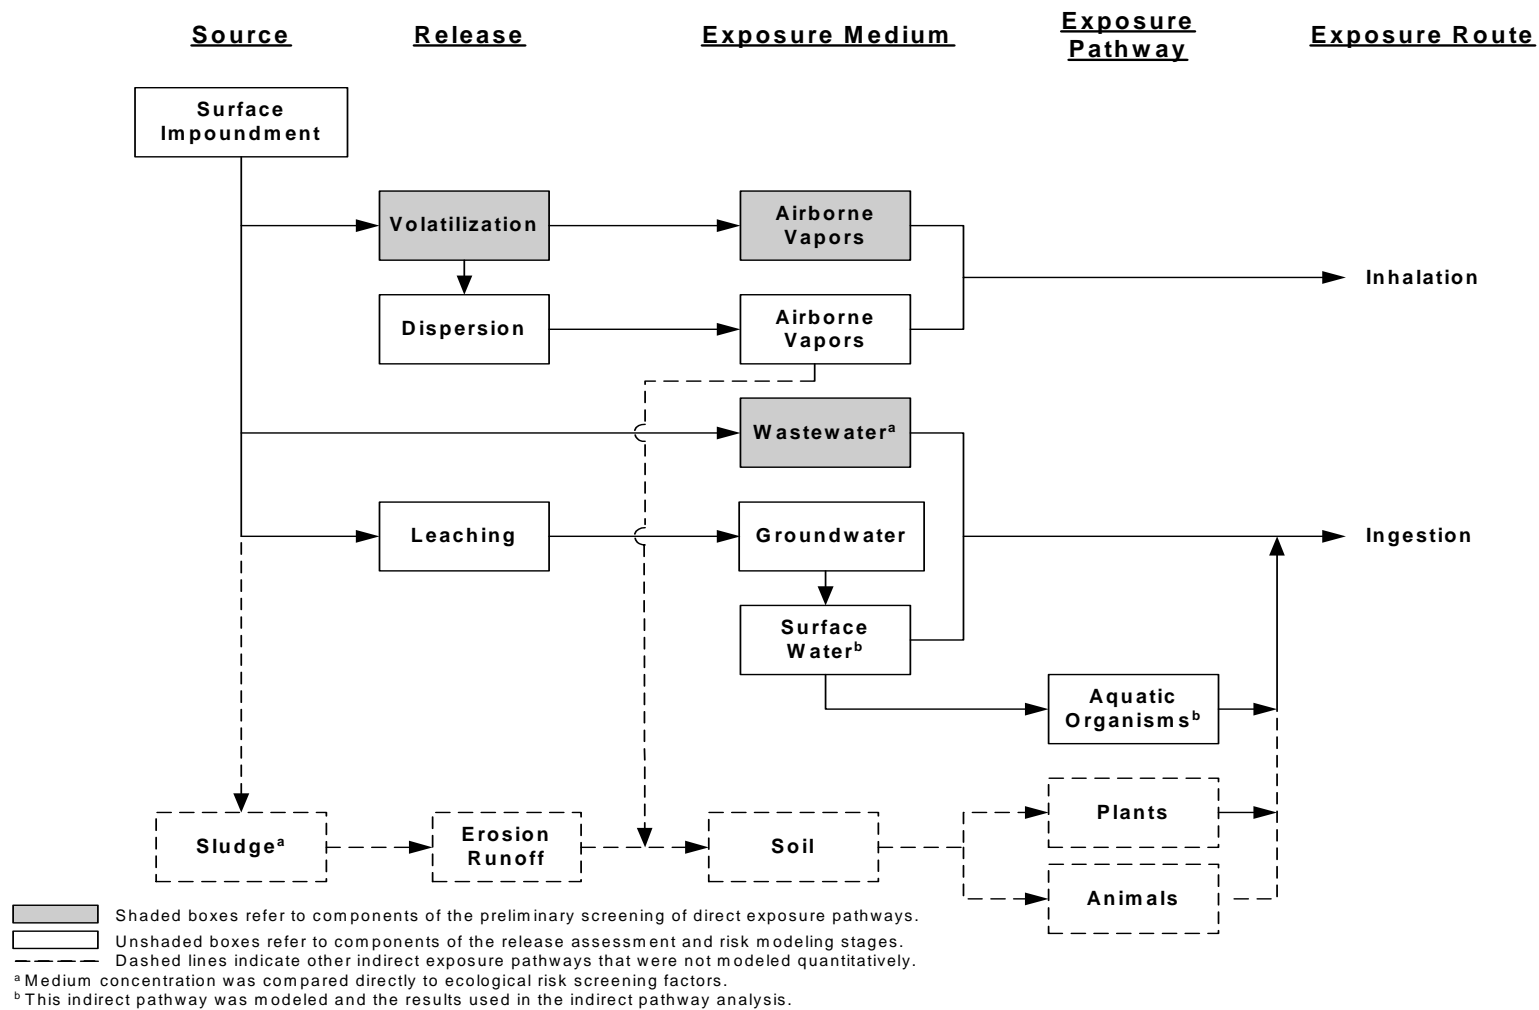 Source
Release
Exposure Medium
Exposure
Pathway
Exposure Route
Surface
Impoundment
Volatilization
Airborne
Vapors
Inhalation
Dispersion
Airborne
Vapors
Wastewaterᵃ
Leaching
Groundwater
Ingestion
Surface
Waterᵇ
Aquatic
Organismsᵇ
Plants
Sludgeᵃ
Erosion
Runoff
Soil
Animals
Shaded boxes refer to components of the preliminary screening of direct exposure pathways.
Unshaded boxes refer to components of the release assessment and risk modeling stages.
Dashed lines indicate other indirect exposure pathways that were not modeled quantitatively.
ᵃ Medium concentration was compared directly to ecological risk screening factors.
ᵇ This indirect pathway was modeled and the results used in the indirect pathway analysis.